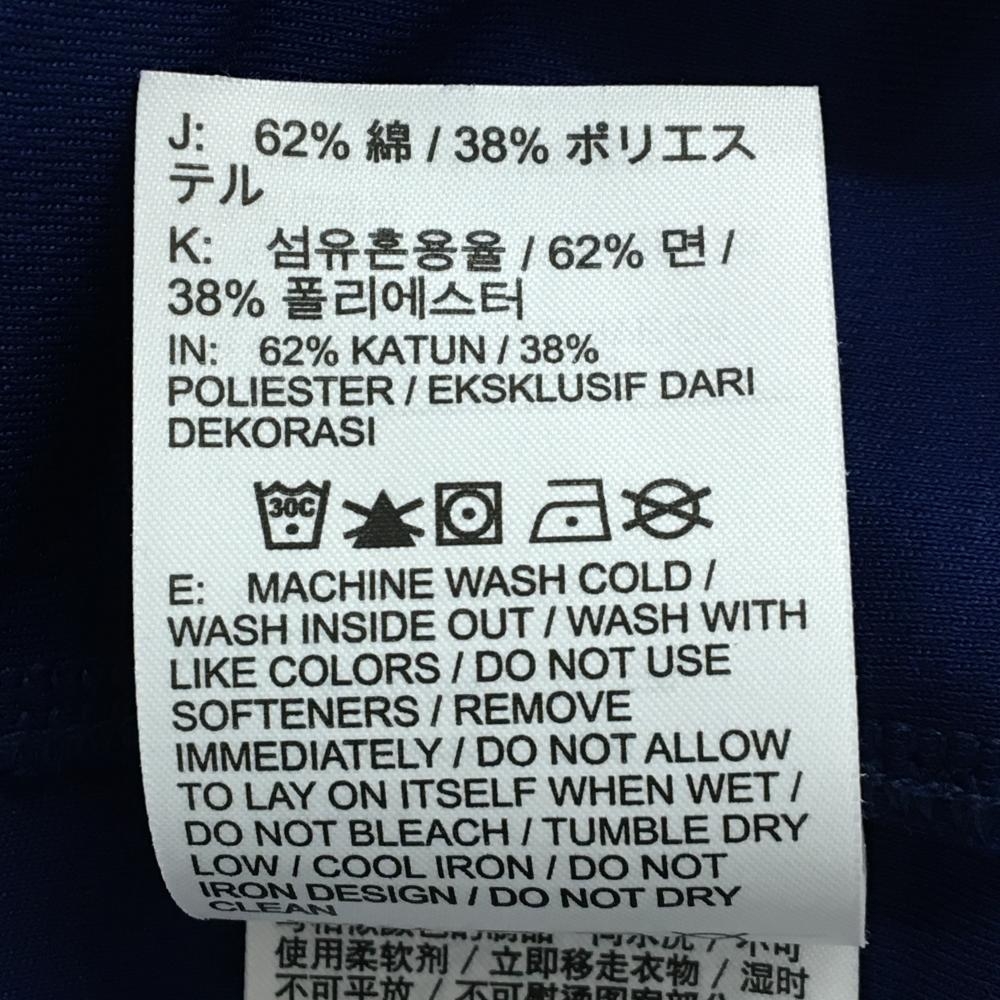 J: 62% 綿 / 38% ポリエス
テル
K: 섬유혼용율 / 62% 면 /
38% 폴리에스터
IN: 62% KATUN / 38%
POLIESTER / EKSKLUSIF DARI
DEKORASI
30C
E: MACHINE WASH COLD /
WASH INSIDE OUT / WASH WITH
LIKE COLORS / DO NOT USE
SOFTENERS / REMOVE
IMMEDIATELY / DO NOT ALLOW
TO LAY ON ITSELF WHEN WET /
DO NOT BLEACH / TUMBLE DRY
LOW / COOL IRON / DO NOT
IRON DESIGN / DO NOT DRY
CLEAN
使用柔软剂 / 立即移走衣物 / 湿时
不可平放 /